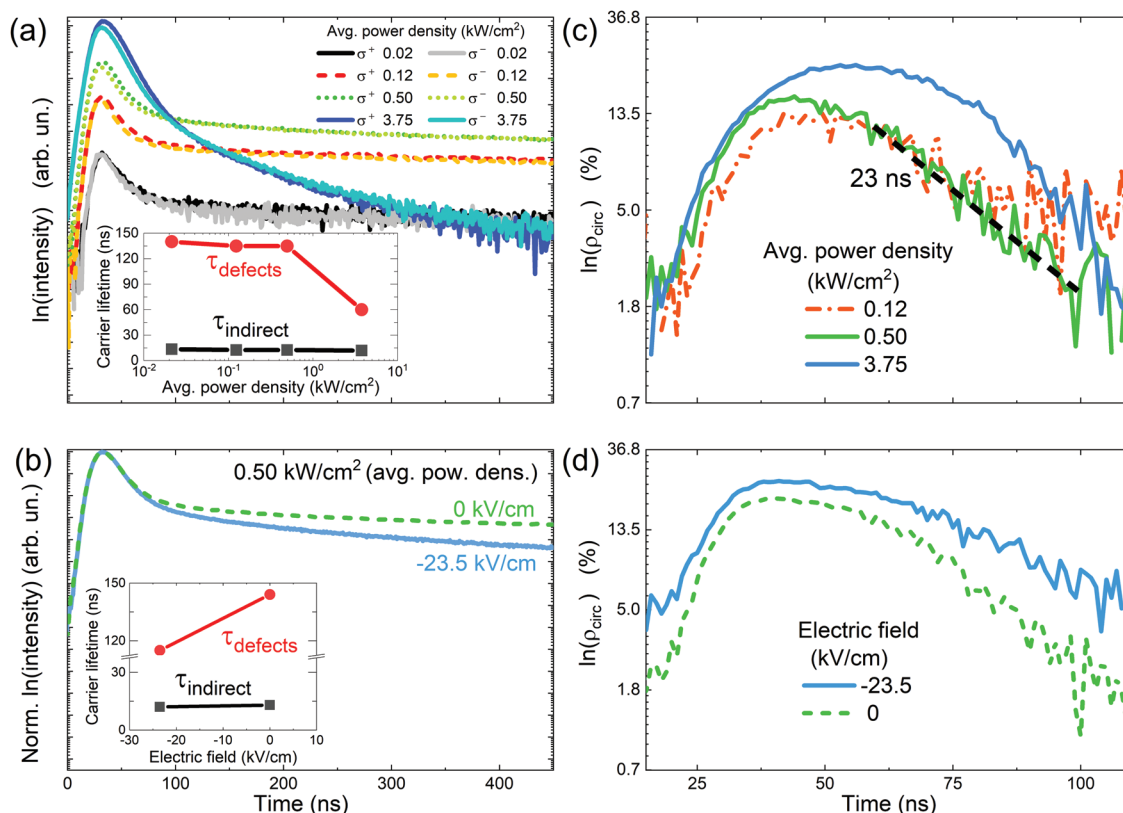 (a)
ln(intensity) (arb. un.)
Avg. power density (kW/cm²)
σ⁺ 0.02 σ⁻ 0.02
σ⁺ 0.12 σ⁻ 0.12
σ⁺ 0.50 σ⁻ 0.50
σ⁺ 3.75 σ⁻ 3.75
Carrier lifetime (ns)
150
120
90
60
30
0
τdefects
τindirect
10⁻² 10⁻¹ 10⁰ 10¹
Avg. power density (kW/cm²)
0 100 200 300 400
(c)
ln(ρcirc) (%)
36.8
13.5
5.0
1.8
0.7
23 ns
Avg. power density
(kW/cm²)
0.12
0.50
3.75
(b)
Norm. ln(intensity) (arb. un.)
0.50 kW/cm² (avg. pow. dens.)
0 kV/cm
-23.5 kV/cm
Carrier lifetime (ns)
150
120
30
15
0
τdefects
τindirect
-30 -20 -10 0 10
Electric field (kV/cm)
0 100 200 300 400
Time (ns)
(d)
ln(ρcirc) (%)
36.8
13.5
5.0
1.8
0.7
Electric field
(kV/cm)
-23.5
0
25 50 75 100
Time (ns)